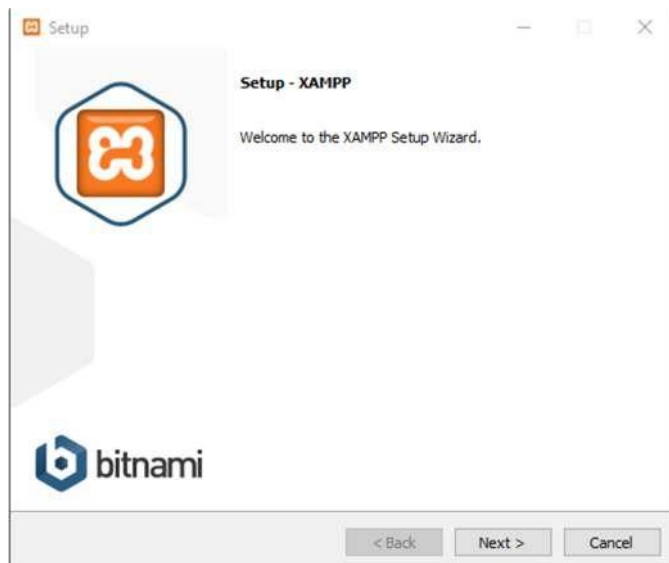 Setup
Setup - XAMPP
Welcome to the XAMPP Setup Wizard.
bitnami
< Back
Next >
Cancel